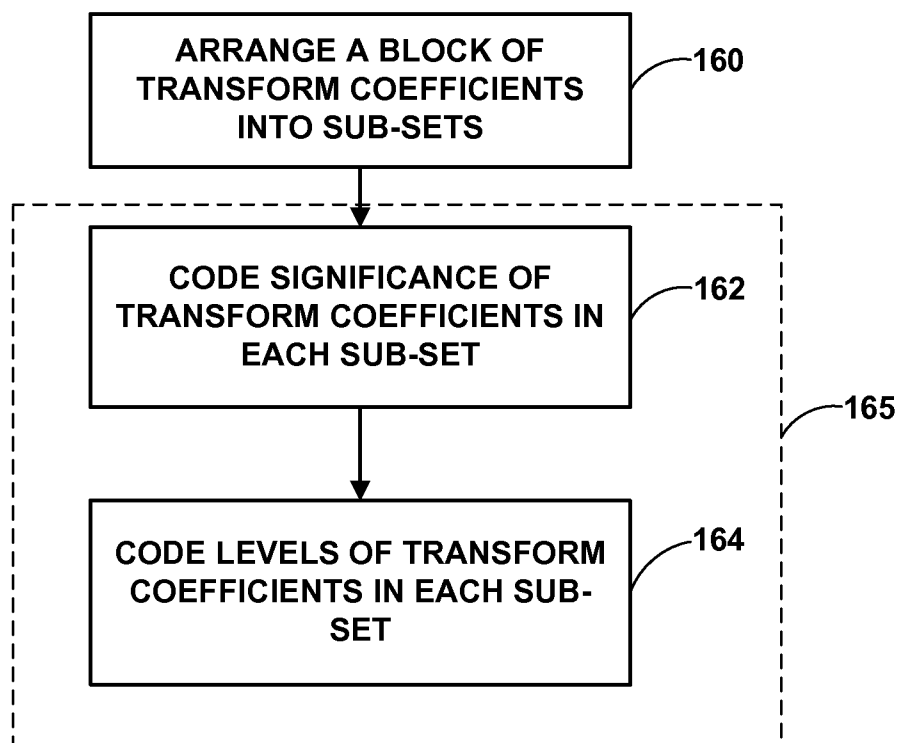 ARRANGE A BLOCK OF
TRANSFORM COEFFICIENTS
INTO SUB-SETS
160
CODE SIGNIFICANCE OF
TRANSFORM COEFFICIENTS IN
EACH SUB-SET
162
165
CODE LEVELS OF TRANSFORM
COEFFICIENTS IN EACH SUB-
SET
164